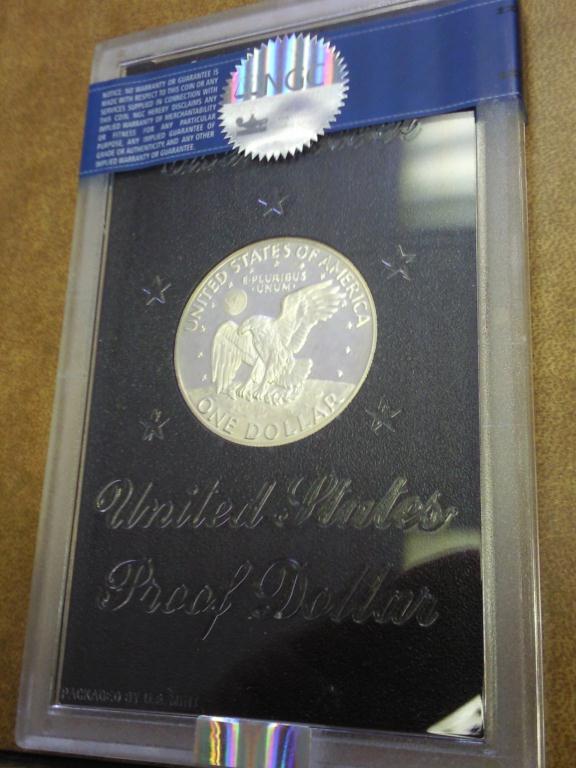 NOTICE. NO WARRANTY OR GUARANTEE IS
MADE WITH RESPECT TO THIS COIN OR ANY
SERVICES SUPPLIED IN CONNECTION WITH
THIS COIN. NGC HEREBY DISCLAIMS ANY
IMPLIED WARRANTY OF MERCHANTABILITY
OR FITNESS FOR ANY PARTICULAR
PURPOSE, ANY IMPLIED GUARANTEE OF
GRADE OR AUTHENTICITY, AND ANY OTHER
IMPLIED WARRANTY OR GUARANTEE.
NGC
UNITED STATES OF AMERICA
E PLURIBUS
UNUM
ONE DOLLAR
United States
Proof Dollar
PACKAGED BY U.S. MINT